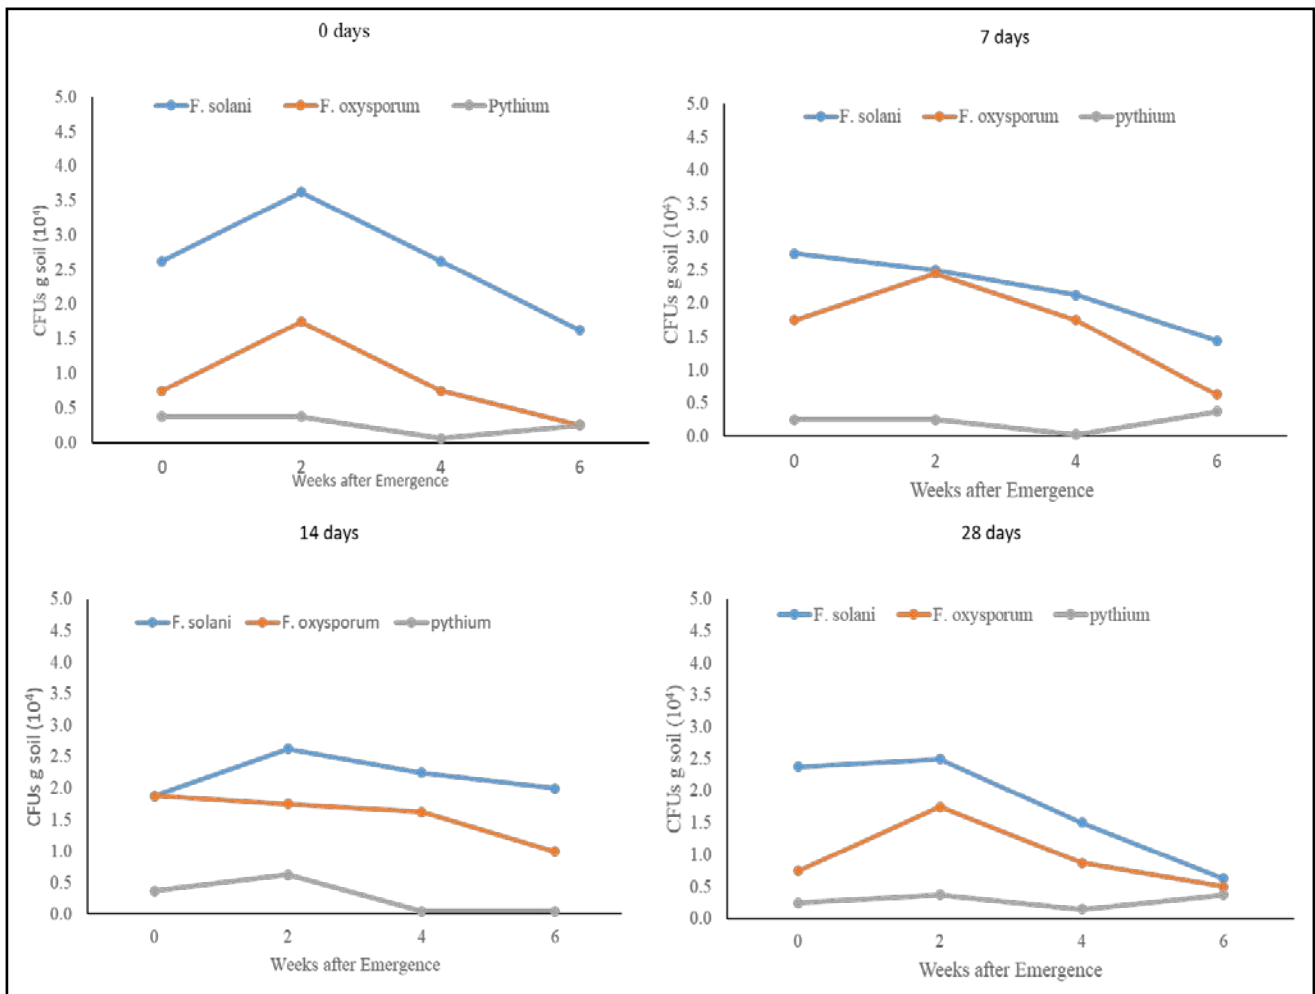 0 days
F. solani F. oxysporum Pythium
5.0
4.5
4.0
3.5
3.0
2.5
2.0
1.5
1.0
0.5
0.0
CFUs g soil (10⁴)
0 2 4 6
Weeks after Emergence
7 days
F. solani F. oxysporum pythium
5.0
4.5
4.0
3.5
3.0
2.5
2.0
1.5
1.0
0.5
0.0
CFUs g soil (10⁴)
0 2 4 6
Weeks after Emergence
14 days
F. solani F. oxysporum pythium
5.0
4.5
4.0
3.5
3.0
2.5
2.0
1.5
1.0
0.5
0.0
CFUs g soil (10⁴)
0 2 4 6
Weeks after Emergence
28 days
F. solani F. oxysporum pythium
5.0
4.5
4.0
3.5
3.0
2.5
2.0
1.5
1.0
0.5
0.0
CFUs g soil (10⁴)
0 2 4 6
Weeks after Emergence